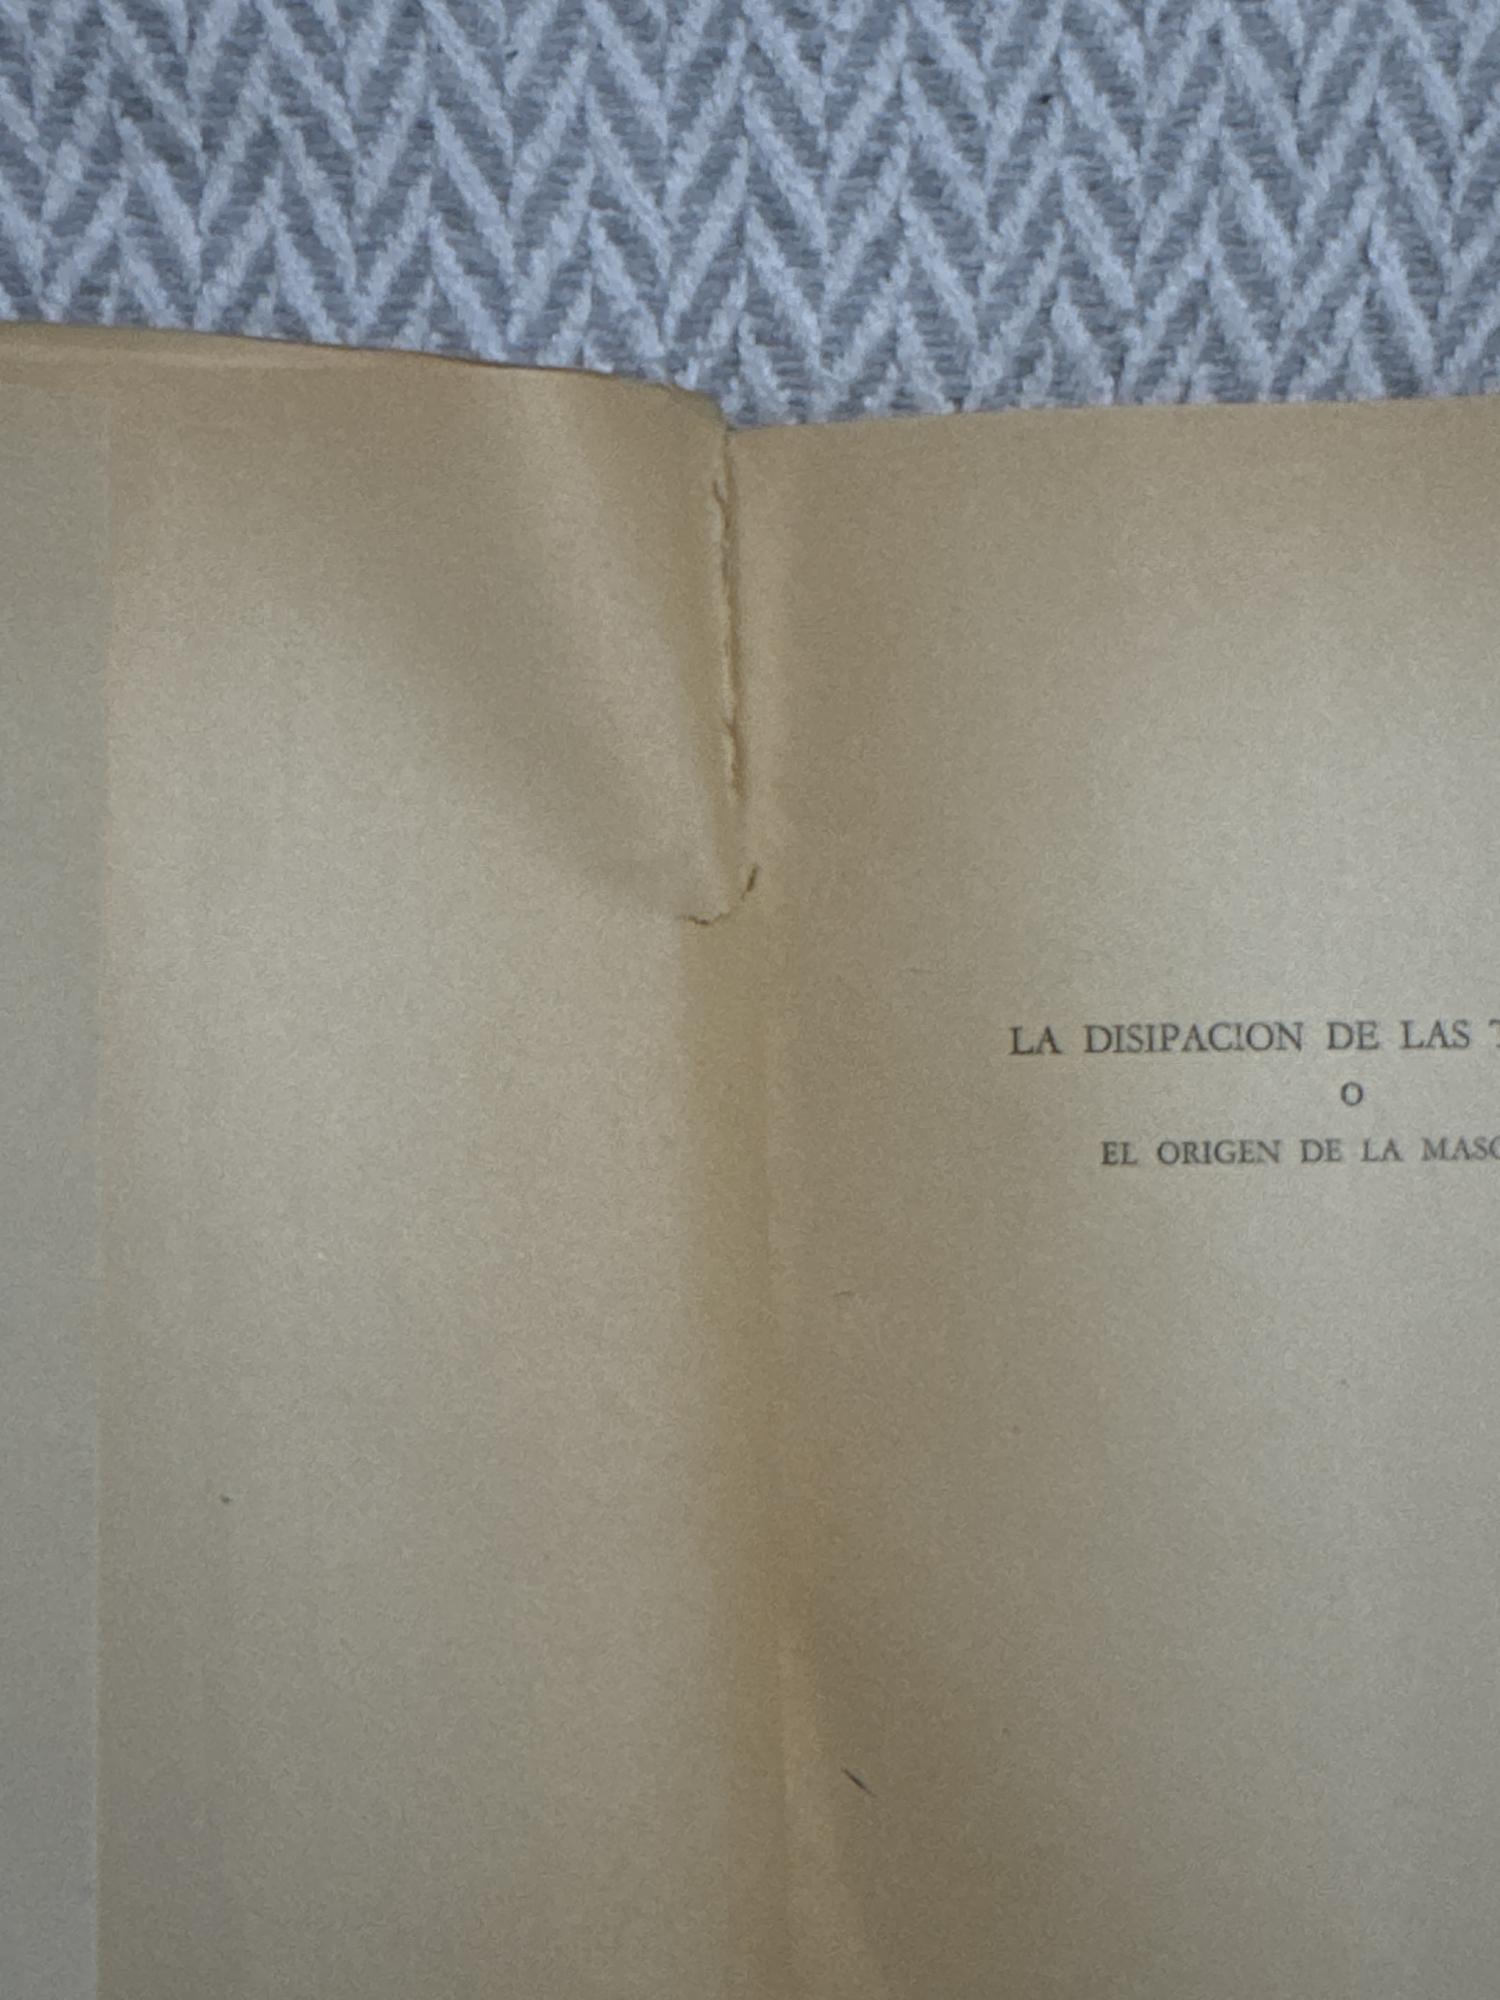 LA DISIPACION DE LAS
O
EL ORIGEN DE LA